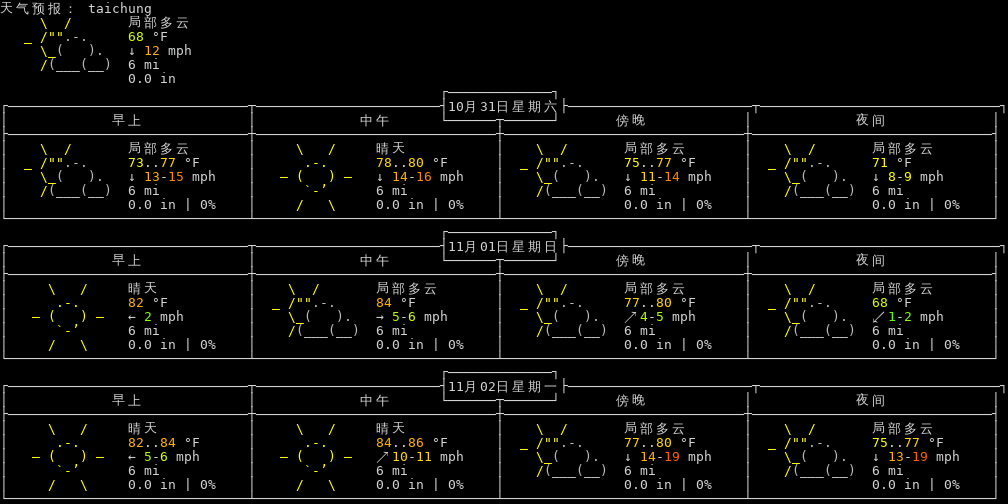 天气预报： taichung
局部多云
68 °F
↓ 12 mph
6 mi
0.0 in
10月31日星期六
早上 中午 傍晚 夜间
局部多云 晴天 局部多云 局部多云
73..77 °F 78..80 °F 75..77 °F 71 °F
↓ 13-15 mph ↓ 14-16 mph ↓ 11-14 mph ↓ 8-9 mph
6 mi 6 mi 6 mi 6 mi
0.0 in | 0% 0.0 in | 0% 0.0 in | 0% 0.0 in | 0%
11月01日星期日
早上 中午 傍晚 夜间
晴天 局部多云 局部多云 局部多云
82 °F 84 °F 77..80 °F 68 °F
← 2 mph → 5-6 mph ↗ 4-5 mph ↙ 1-2 mph
6 mi 6 mi 6 mi 6 mi
0.0 in | 0% 0.0 in | 0% 0.0 in | 0% 0.0 in | 0%
11月02日星期一
早上 中午 傍晚 夜间
晴天 晴天 局部多云 局部多云
82..84 °F 84..86 °F 77..80 °F 75..77 °F
← 5-6 mph ↗ 10-11 mph ↓ 14-19 mph ↓ 13-19 mph
6 mi 6 mi 6 mi 6 mi
0.0 in | 0% 0.0 in | 0% 0.0 in | 0% 0.0 in | 0%